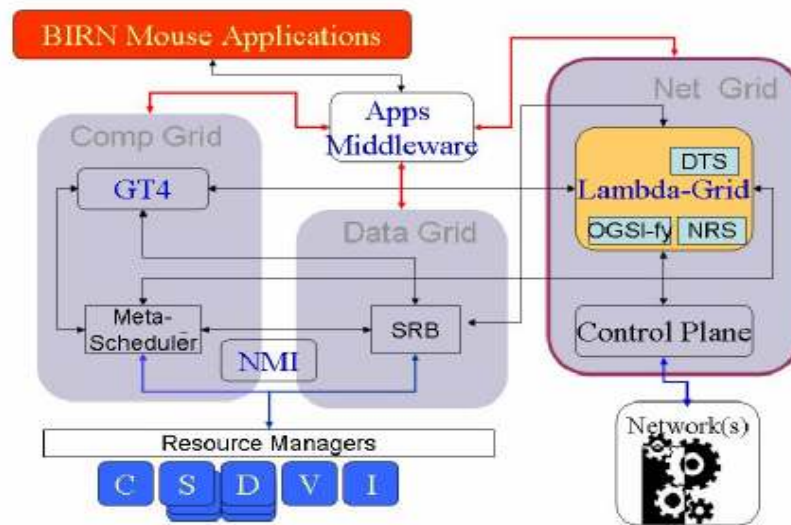 BIRN Mouse Applications
Net Grid
Apps
Middleware
Comp Grid
DTS
Lambda-Grid
GT4
OGSI-fy
NRS
Data Grid
Meta-
Scheduler
SRB
Control Plane
NMI
Network(s)
Resource Managers
C
S
D
V
I